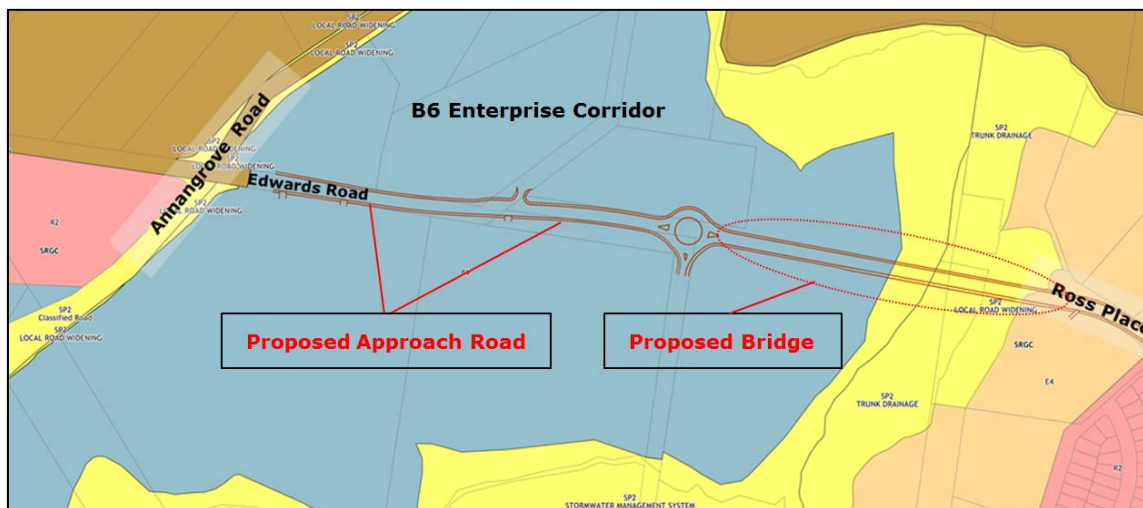 SP2
LOCAL ROAD WIDENING
SP2
LOCAL ROAD WIDENING
B6 Enterprise Corridor
Annangrove Road
SP2
LOCAL ROAD WIDENING
SP2
LOCAL ROAD WIDENING
Edwards Road
SP2
LOCAL ROAD WIDENING
SP2
TRUNK DRAINAGE
R2
SRGC
SP2
Classified Road
SP2
LOCAL ROAD WIDENING
Proposed Approach Road
Proposed Bridge
SP2
LOCAL ROAD WIDENING
Ross Place
SRGC
E4
SP2
TRUNK DRAINAGE
R2
SP2
STORMWATER MANAGEMENT SYSTEM